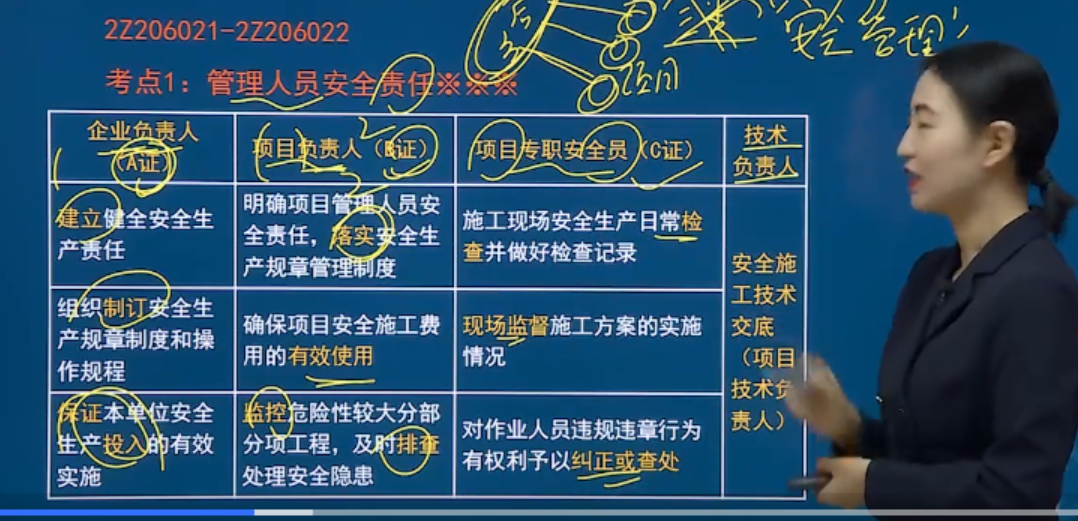 2Z206021-2Z206022
安全管理
考点1：管理人员安全责任※※※
项目
企业负责人
（A证）
项目负责人（B证）
项目专职安全员（C证）
技术
负责人
建立健全安全生
产责任
明确项目管理人员安
全责任，落实安全生
产规章管理制度
施工现场安全生产日常检
查并做好检查记录
安全施
工技术
交底
（项目
技术负
责人）
组织制订安全生
产规章制度和操
作规程
确保项目安全施工费
用的有效使用
现场监督施工方案的实施
情况
保证本单位安全
生产投入的有效
实施
监控危险性较大分部
分项工程，及时排查
处理安全隐患
对作业人员违规违章行为
有权利予以纠正或查处